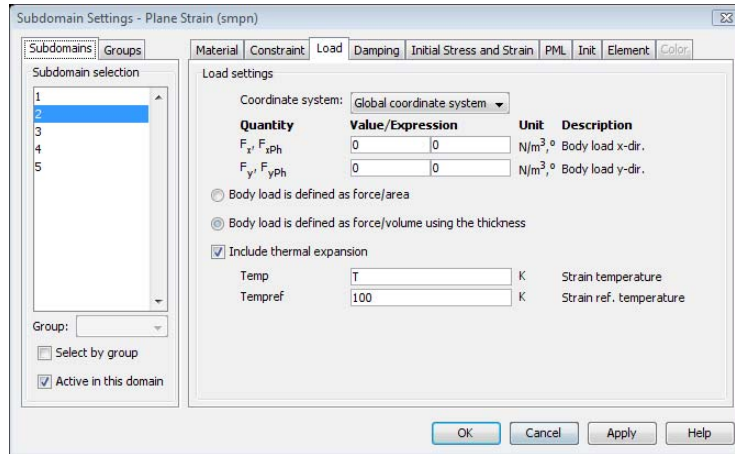 Subdomain Settings - Plane Strain (smpn)
Subdomains Groups
Material Constraint Load Damping Initial Stress and Strain PML Init Element Color
Subdomain selection
1
2
3
4
5
Group:
Select by group
Active in this domain
Load settings
Coordinate system: Global coordinate system
Quantity Value/Expression Unit Description
Fx, FxPh 0 0 N/m³,° Body load x-dir.
Fy, FyPh 0 0 N/m³,° Body load y-dir.
Body load is defined as force/area
Body load is defined as force/volume using the thickness
Include thermal expansion
Temp T K Strain temperature
Tempref 100 K Strain ref. temperature
OK Cancel Apply Help